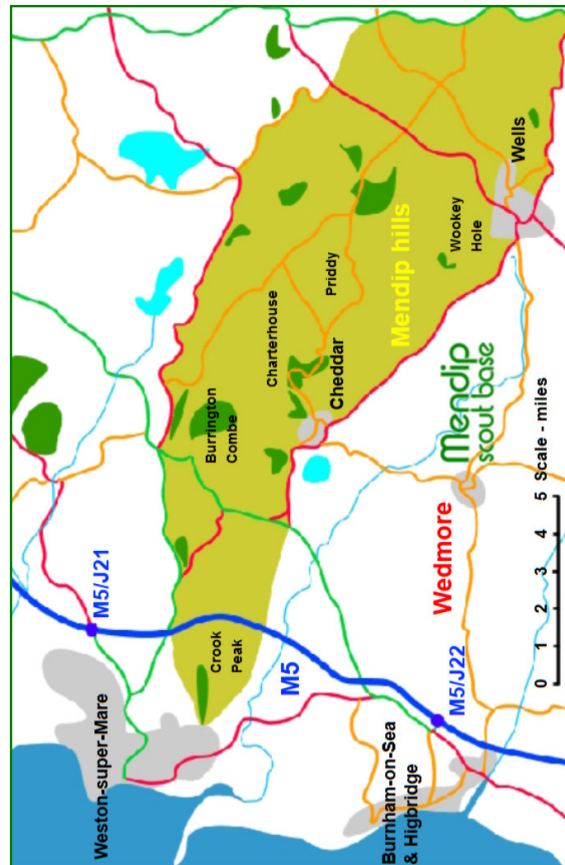 Weston-super-Mare
M5/J21
Crook
Peak
Burrington
Combe
Charterhouse
Priddy
Cheddar
Mendip hills
Wookey
Hole
Wells
M5
Burnham-on-Sea
& Higbridge
M5/J22
Wedmore
Mendip
scout base
0 1 2 3 4 5 Scale - miles